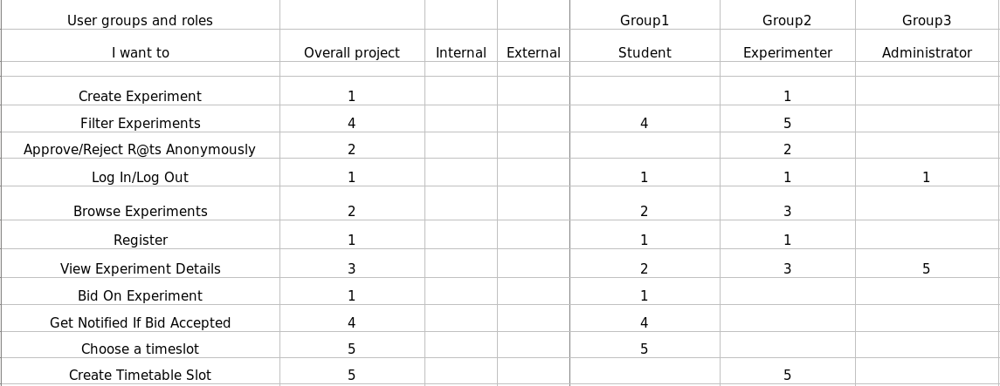 User groups and roles Group1 Group2 Group3
I want to Overall project Internal External Student Experimenter Administrator
Create Experiment 1 1
Filter Experiments 4 4 5
Approve/Reject R@ts Anonymously 2 2
Log In/Log Out 1 1 1 1
Browse Experiments 2 2 3
Register 1 1 1
View Experiment Details 3 2 3 5
Bid On Experiment 1 1
Get Notified If Bid Accepted 4 4
Choose a timeslot 5 5
Create Timetable Slot 5 5